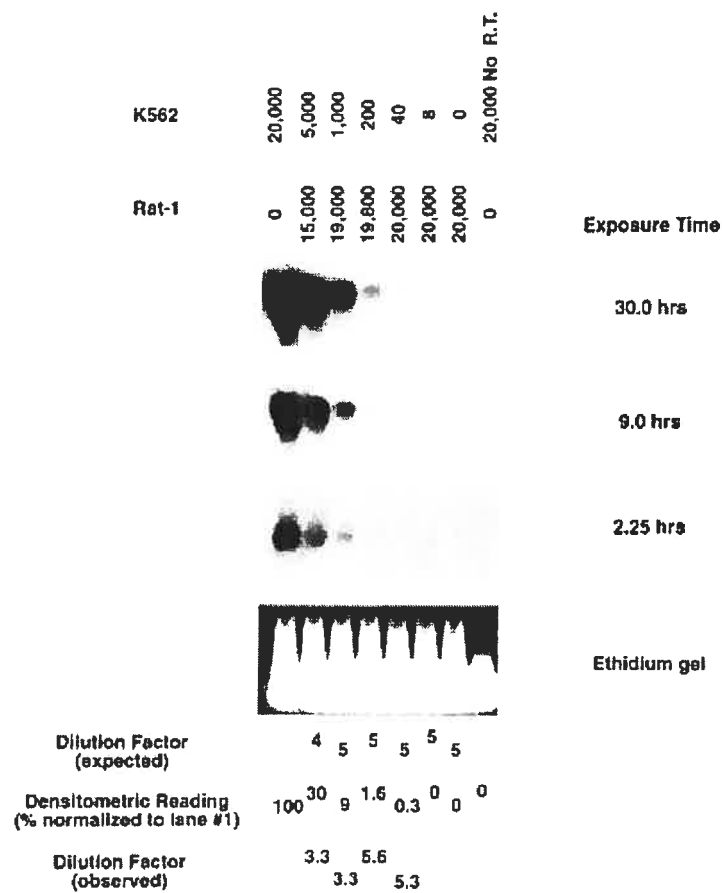 K562 20,000 5,000 1,000 200 40 8 0 20,000 No R.T.
Rat-1 0 15,000 19,000 19,800 20,000 20,000 20,000 0
Exposure Time
30.0 hrs
9.0 hrs
2.25 hrs
Ethidium gel
Dilution Factor (expected) 4 5 5 5 5 5
Densitometric Reading (% normalized to lane #1) 100 30 9 1.6 0.3 0 0 0
Dilution Factor (observed) 3.3 3.3 5.6 5.3